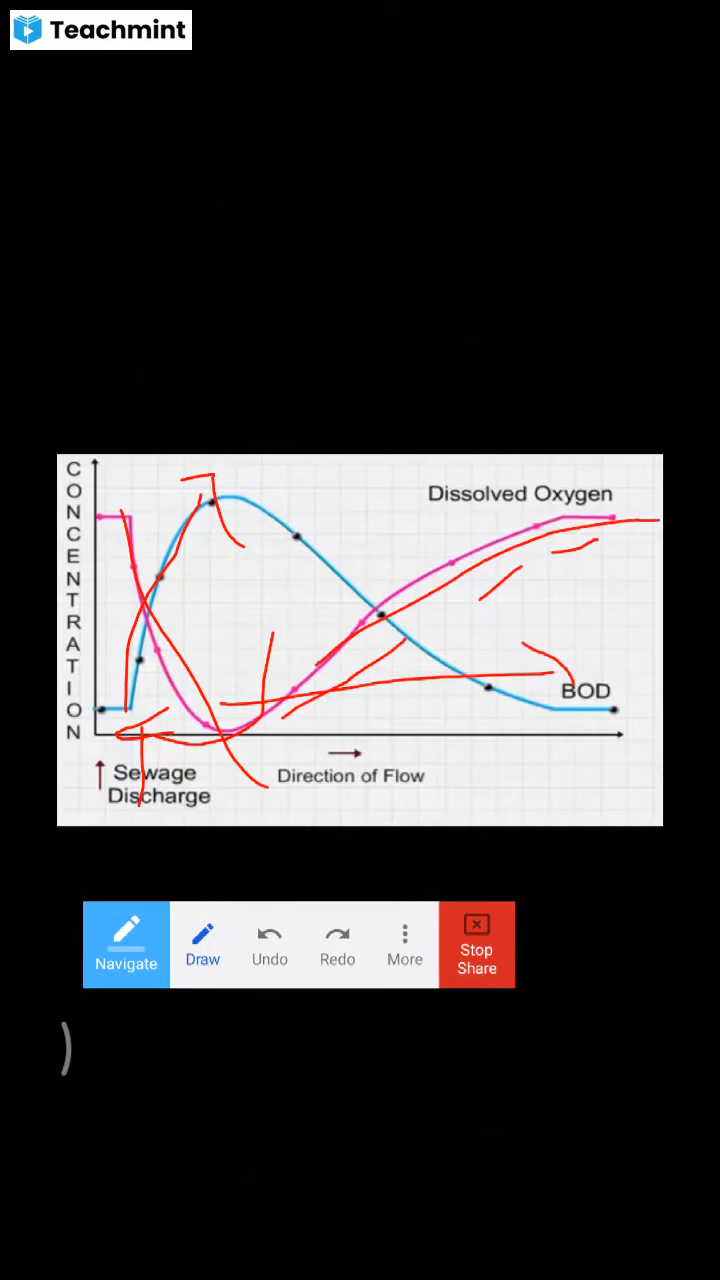 Teachmint
CONCENTRATION
Dissolved Oxygen
BOD
Sewage
Discharge
Direction of Flow
Navigate
Draw
Undo
Redo
More
Stop
Share